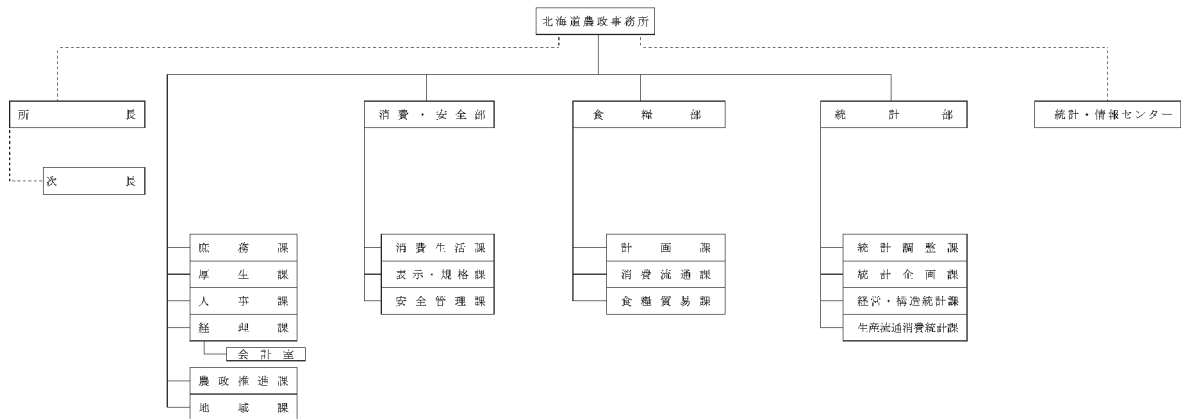 北海道農政事務所
所長
消費・安全部
食糧部
統計部
統計・情報センター
次長
庶務課
厚生課
人事課
経理課
会計室
農政推進課
地域課
消費生活課
表示・規格課
安全管理課
計画課
消費流通課
食糧貿易課
統計調整課
統計企画課
経営・構造統計課
生産流通消費統計課